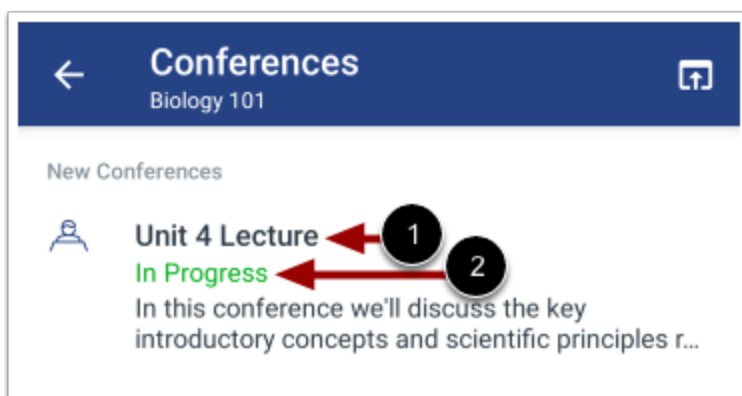 Conferences
Biology 101
New Conferences
Unit 4 Lecture
1
In Progress
2
In this conference we'll discuss the key
introductory concepts and scientific principles r...